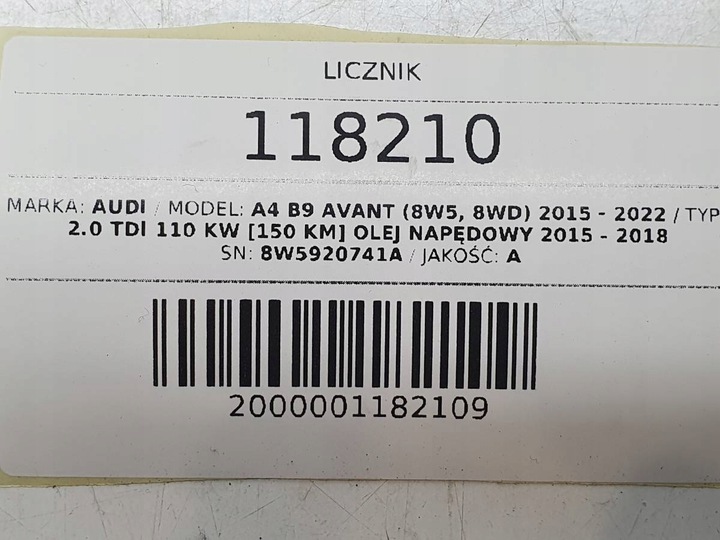 LICZNIK
118210
MARKA: AUDI / MODEL: A4 B9 AVANT (8W5, 8WD) 2015 - 2022 / TYP
2.0 TDI 110 KW [150 KM] OLEJ NAPĘDOWY 2015 - 2018
SN: 8W5920741A / JAKOŚĆ: A
2000001182109